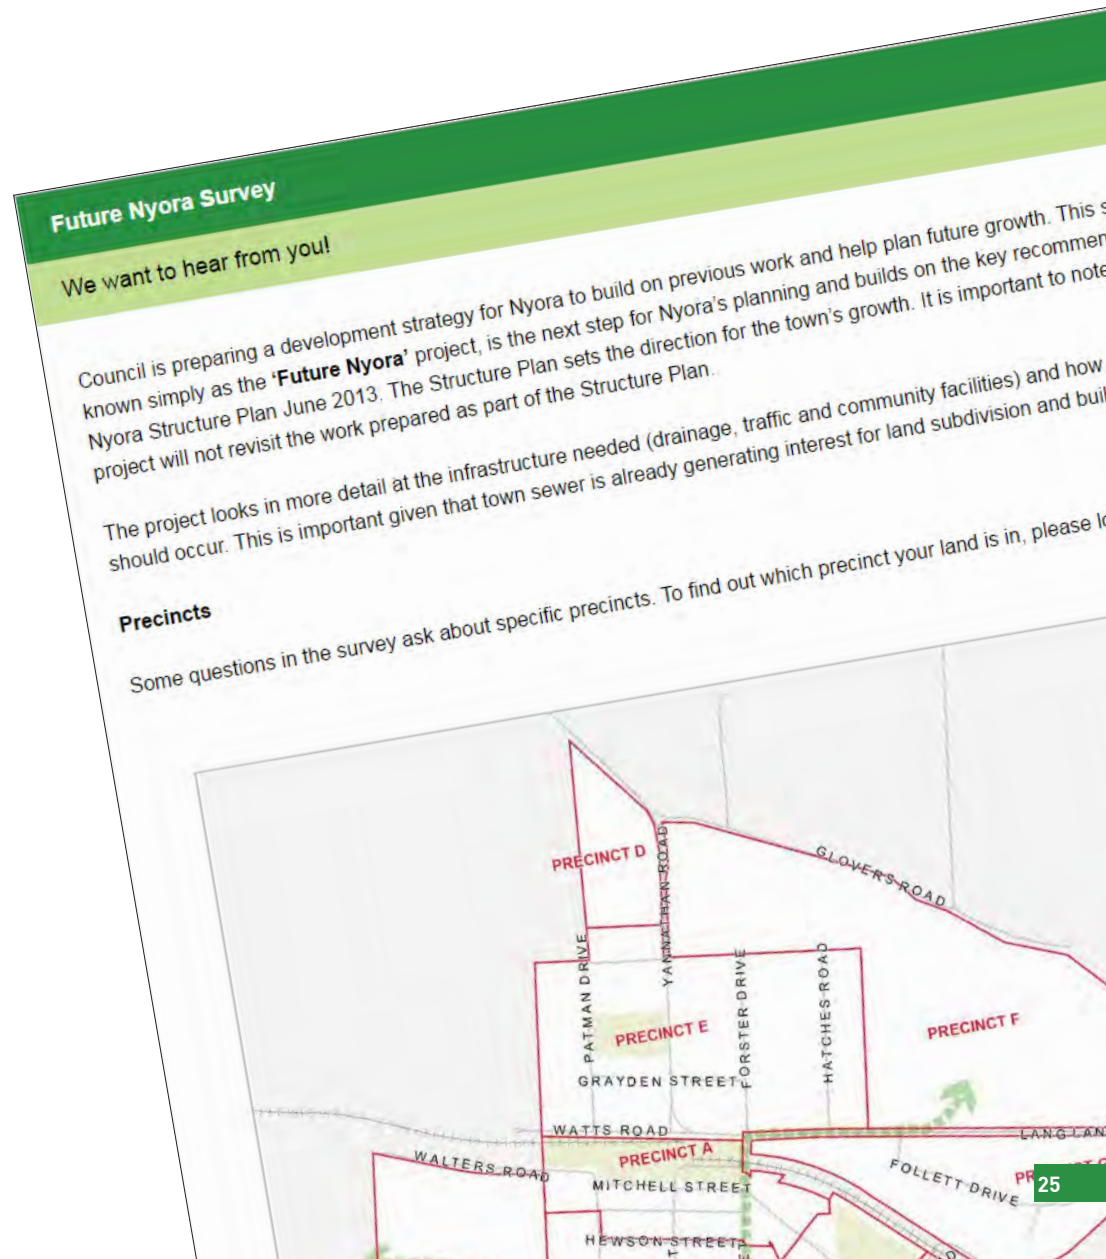 Future Nyora Survey
We want to hear from you!
Council is preparing a development strategy for Nyora to build on previous work and help plan future growth. This
known simply as the ‘Future Nyora’ project, is the next step for Nyora’s planning and builds on the key
Nyora Structure Plan June 2013. The Structure Plan sets the direction for the town’s growth. It is important to note
project will not revisit the work prepared as part of the Structure Plan.
The project looks in more detail at the infrastructure needed (drainage, traffic and community facilities) and how
should occur. This is important given that town sewer is already generating interest for land subdivision and
Precincts
Some questions in the survey ask about specific precincts. To find out which precinct your land is in, please
PRECINCT D
YANNATHAN ROAD
GLOVERS ROAD
PATMAN DRIVE
FORSTER DRIVE
HATCHES ROAD
PRECINCT E
PRECINCT F
GRAYDEN STREET
WATTS ROAD
LANG
PRECINCT A
WALTERS ROAD
MITCHELL STREET
FOLLETT DRIVE
HEWSON STREET
25